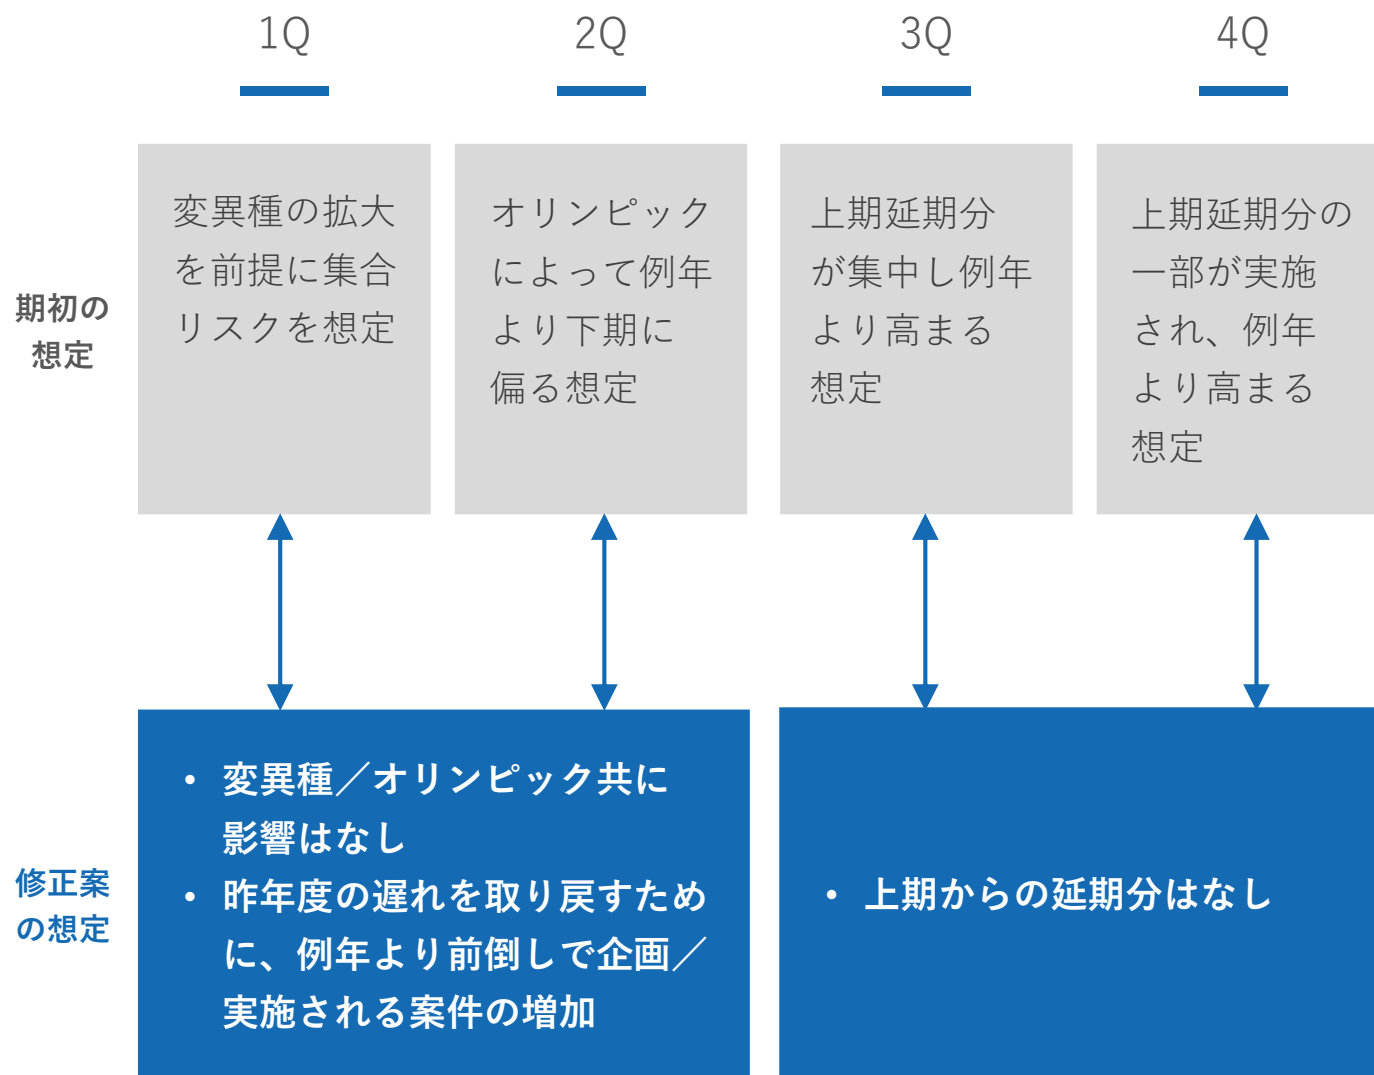 1Q
2Q
3Q
4Q
期初の
想定
変異種の拡大
を前提に集合
リスクを想定
オリンピック
によって例年
より下期に
偏る想定
上期延期分
が集中し例年
より高まる
想定
上期延期分の
一部が実施
され、例年
より高まる
想定
修正案
の想定
• 変異種／オリンピック共に
影響はなし
• 昨年度の遅れを取り戻すため
に、例年より前倒しで企画／
実施される案件の増加
• 上期からの延期分はなし